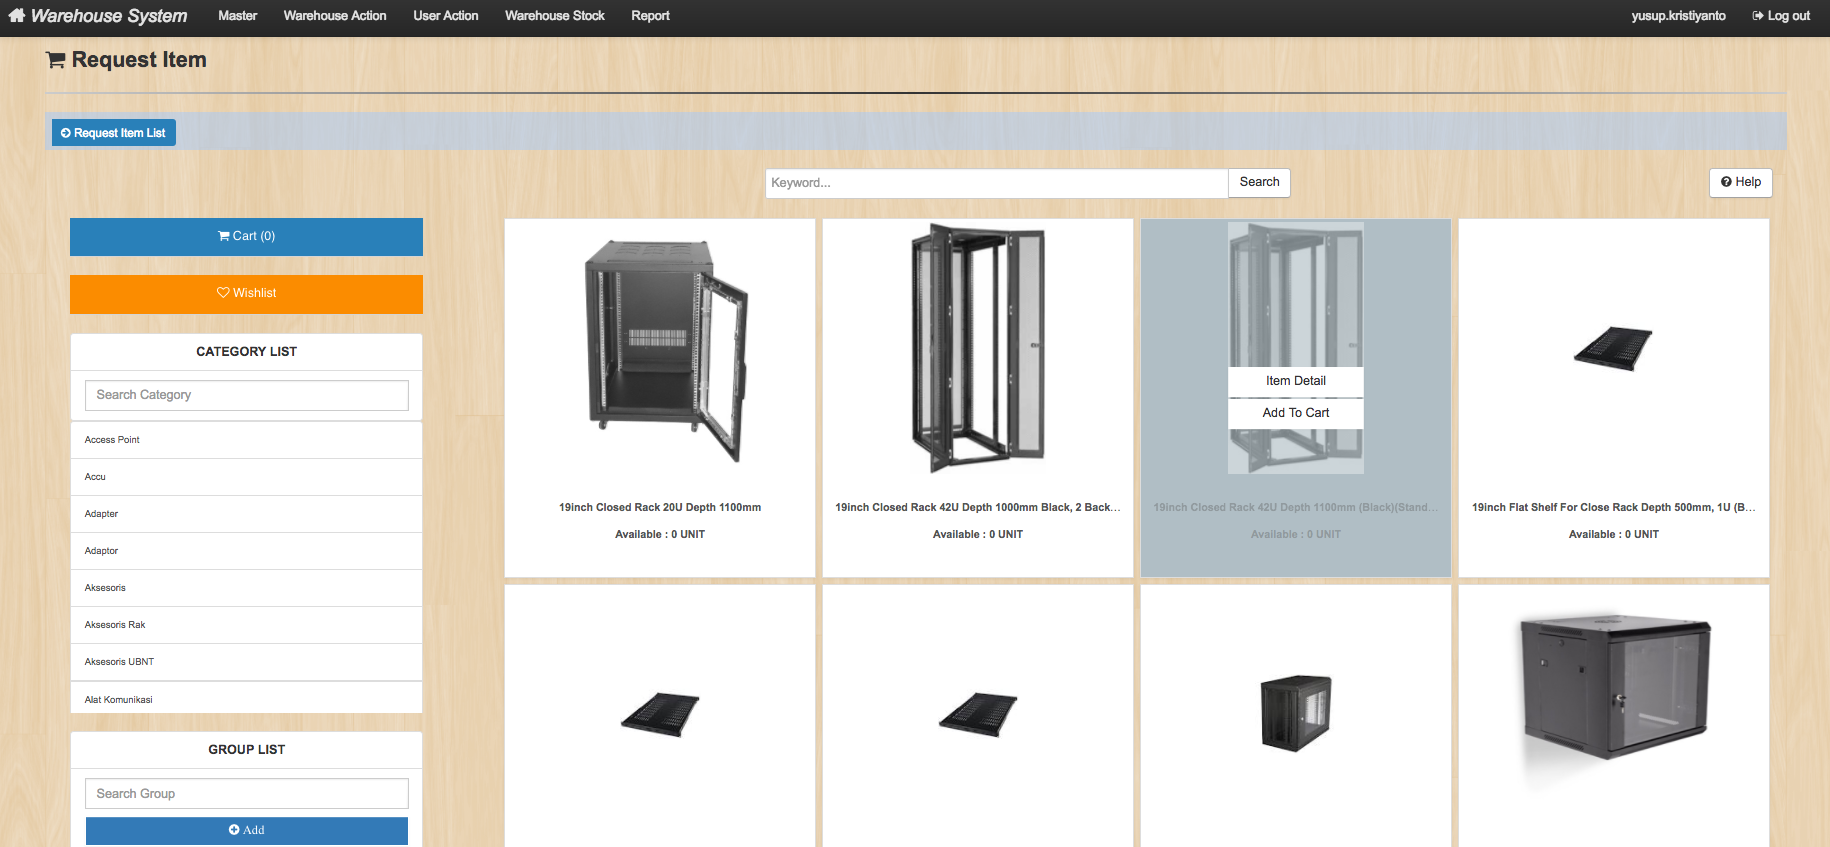 Warehouse System Master Warehouse Action User Action Warehouse Stock Report yusup.kristiyanto Log out
Request Item
Request Item List
Keyword... Search Help
Cart (0)
Wishlist
CATEGORY LIST
Search Category
Access Point
Accu
Adapter
Adaptor
Aksesoris
Aksesoris Rak
Aksesoris UBNT
Alat Komunikasi
GROUP LIST
Search Group
Add
Item Detail
Add To Cart
19inch Closed Rack 20U Depth 1100mm
Available : 0 UNIT
19inch Closed Rack 42U Depth 1000mm Black, 2 Back...
Available : 0 UNIT
19inch Closed Rack 42U Depth 1100mm (Black)(Stand...
Available : 0 UNIT
19inch Flat Shelf For Close Rack Depth 500mm, 1U (B...
Available : 0 UNIT